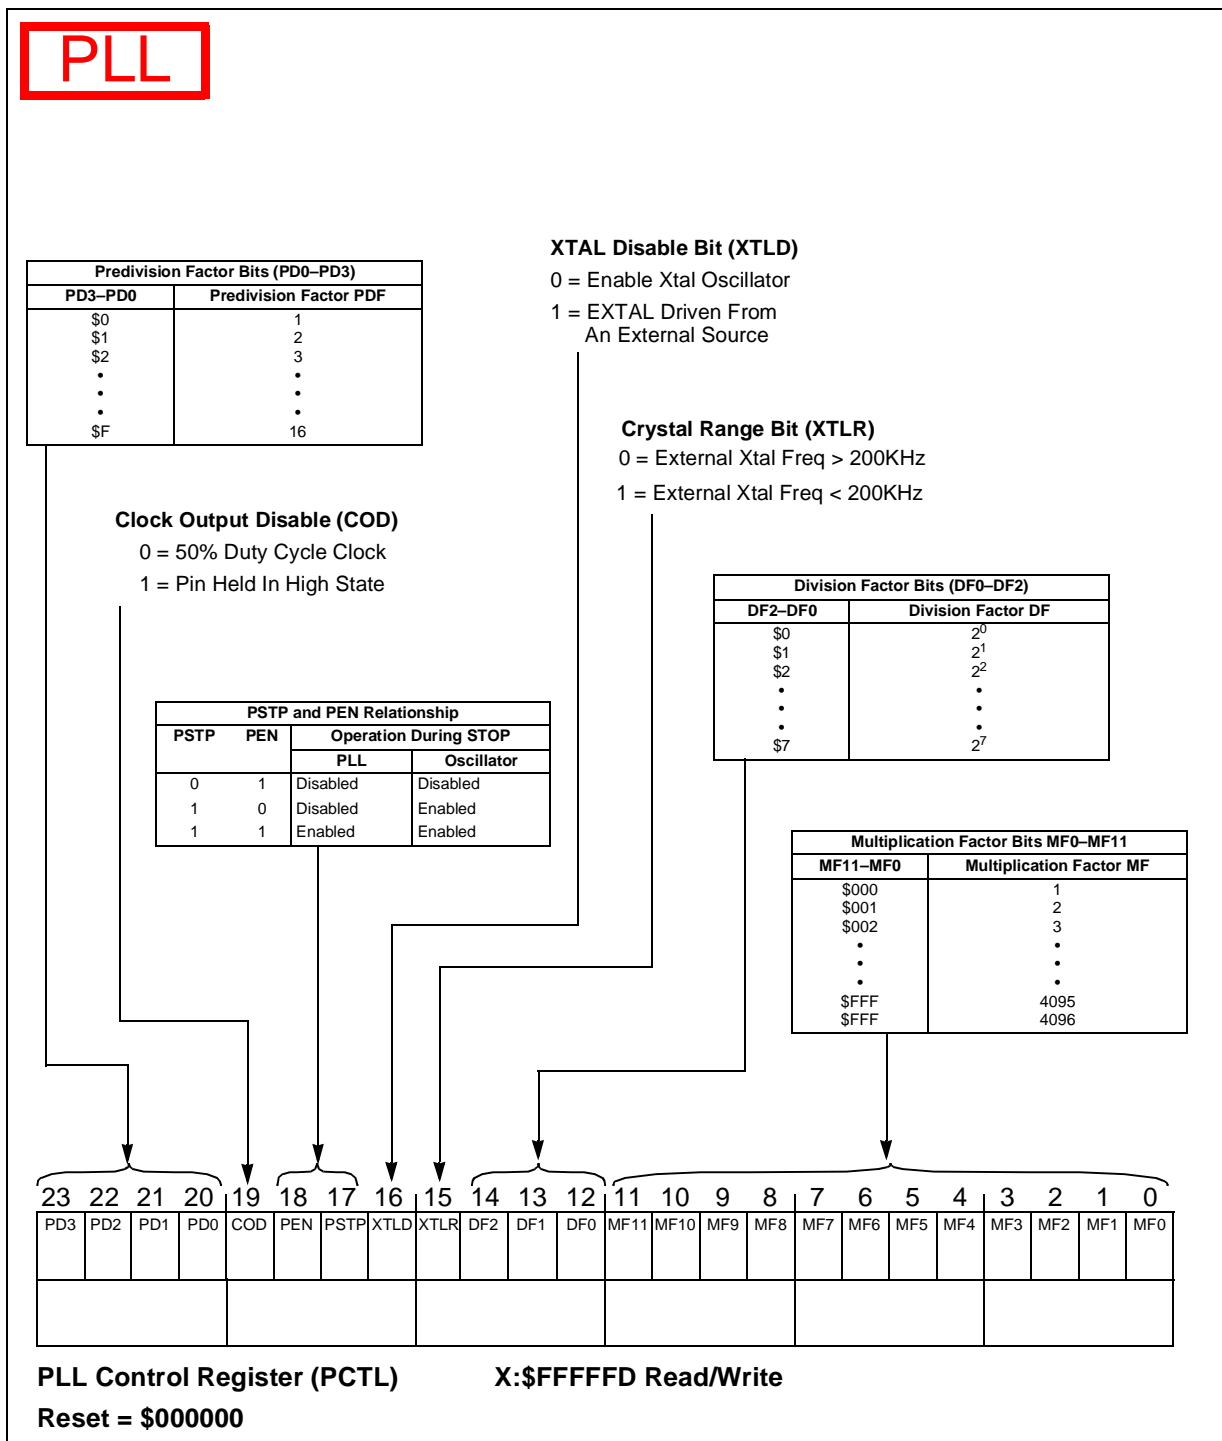 PLL
XTAL Disable Bit (XTLD)
0 = Enable Xtal Oscillator
1 = EXTAL Driven From
An External Source
Predivision Factor Bits (PD0–PD3)
PD3–PD0 Predivision Factor PDF
$0 1
$1 2
$2 3
• •
• •
• •
$F 16
Crystal Range Bit (XTLR)
0 = External Xtal Freq > 200KHz
1 = External Xtal Freq < 200KHz
Clock Output Disable (COD)
0 = 50% Duty Cycle Clock
1 = Pin Held In High State
Division Factor Bits (DF0–DF2)
DF2–DF0 Division Factor DF
$0 2^0
$1 2^1
$2 2^2
• •
• •
• •
$7 2^7
PSTP and PEN Relationship
PSTP PEN Operation During STOP
PLL Oscillator
0 1 Disabled Disabled
1 0 Disabled Enabled
1 1 Enabled Enabled
Multiplication Factor Bits MF0–MF11
MF11–MF0 Multiplication Factor MF
$000 1
$001 2
$002 3
• •
• •
• •
$FFF 4095
$FFF 4096
23 22 21 20 19 18 17 16 15 14 13 12 11 10 9 8 7 6 5 4 3 2 1 0
PD3 PD2 PD1 PD0 COD PEN PSTP XTLD XTLR DF2 DF1 DF0 MF11 MF10 MF9 MF8 MF7 MF6 MF5 MF4 MF3 MF2 MF1 MF0
PLL Control Register (PCTL) X:$FFFFFD Read/Write
Reset = $000000